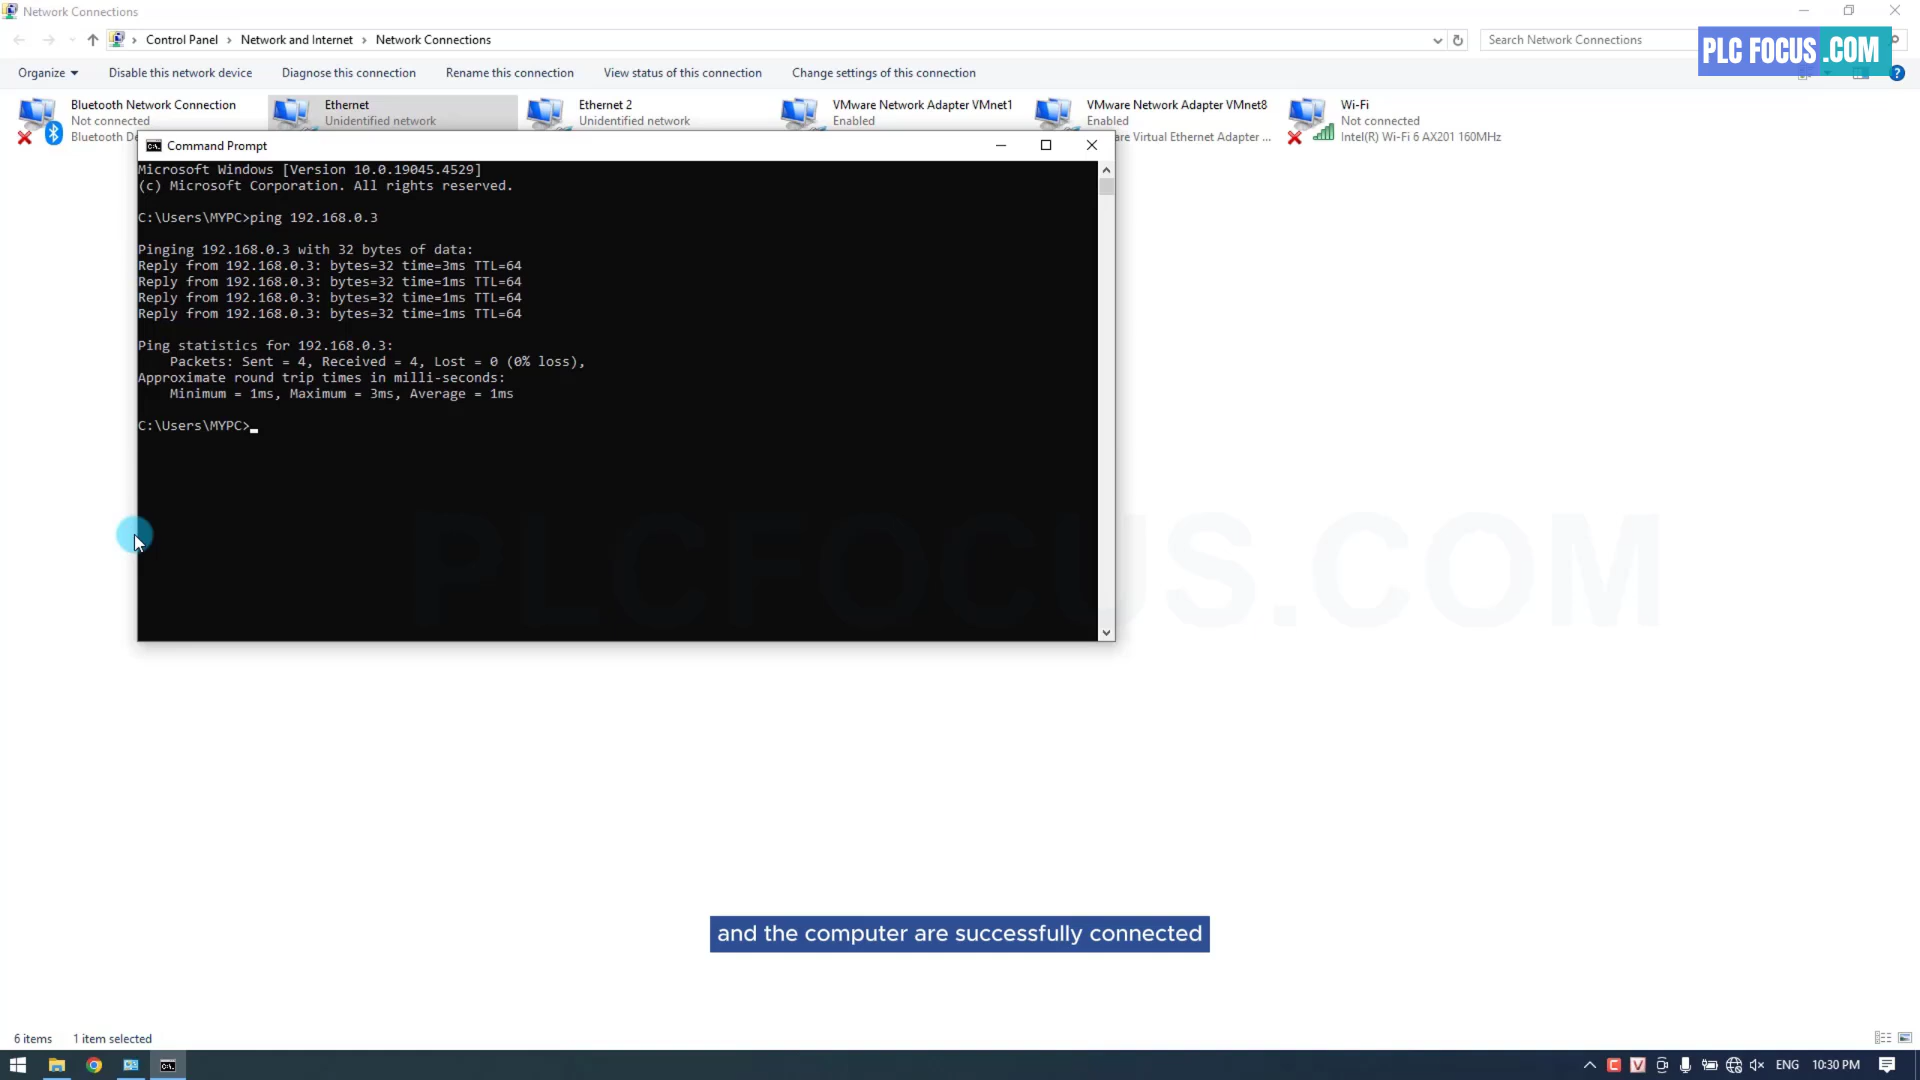 Network Connections
Control Panel > Network and Internet > Network Connections
Search Network Connections
PLC FOCUS .COM
Organize
Disable this network device
Diagnose this connection
Rename this connection
View status of this connection
Change settings of this connection
Bluetooth Network Connection
Not connected
Bluetooth De
Ethernet
Unidentified network
Ethernet 2
Unidentified network
VMware Network Adapter VMnet1
Enabled
VMware Network Adapter VMnet8
Enabled
are Virtual Ethernet Adapter ...
Wi-Fi
Not connected
Intel(R) Wi-Fi 6 AX201 160MHz
Command Prompt
Microsoft Windows [Version 10.0.19045.4529]
(c) Microsoft Corporation. All rights reserved.
C:\Users\MYPC>ping 192.168.0.3
Pinging 192.168.0.3 with 32 bytes of data:
Reply from 192.168.0.3: bytes=32 time=3ms TTL=64
Reply from 192.168.0.3: bytes=32 time=1ms TTL=64
Reply from 192.168.0.3: bytes=32 time=1ms TTL=64
Reply from 192.168.0.3: bytes=32 time=1ms TTL=64
Ping statistics for 192.168.0.3:
Packets: Sent = 4, Received = 4, Lost = 0 (0% loss),
Approximate round trip times in milli-seconds:
Minimum = 1ms, Maximum = 3ms, Average = 1ms
C:\Users\MYPC>_
PLCFOCUS.COM
and the computer are successfully connected
6 items
1 item selected
ENG
10:30 PM